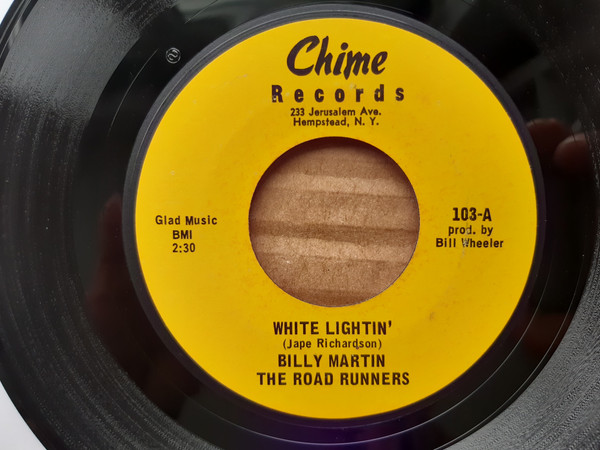 Chime
Records
233 Jerusalem Ave.
Hempstead, N. Y.
Glad Music
BMI
2:30
103-A
prod. by
Bill Wheeler
WHITE LIGHTIN'
(Jape Richardson)
BILLY MARTIN
THE ROAD RUNNERS